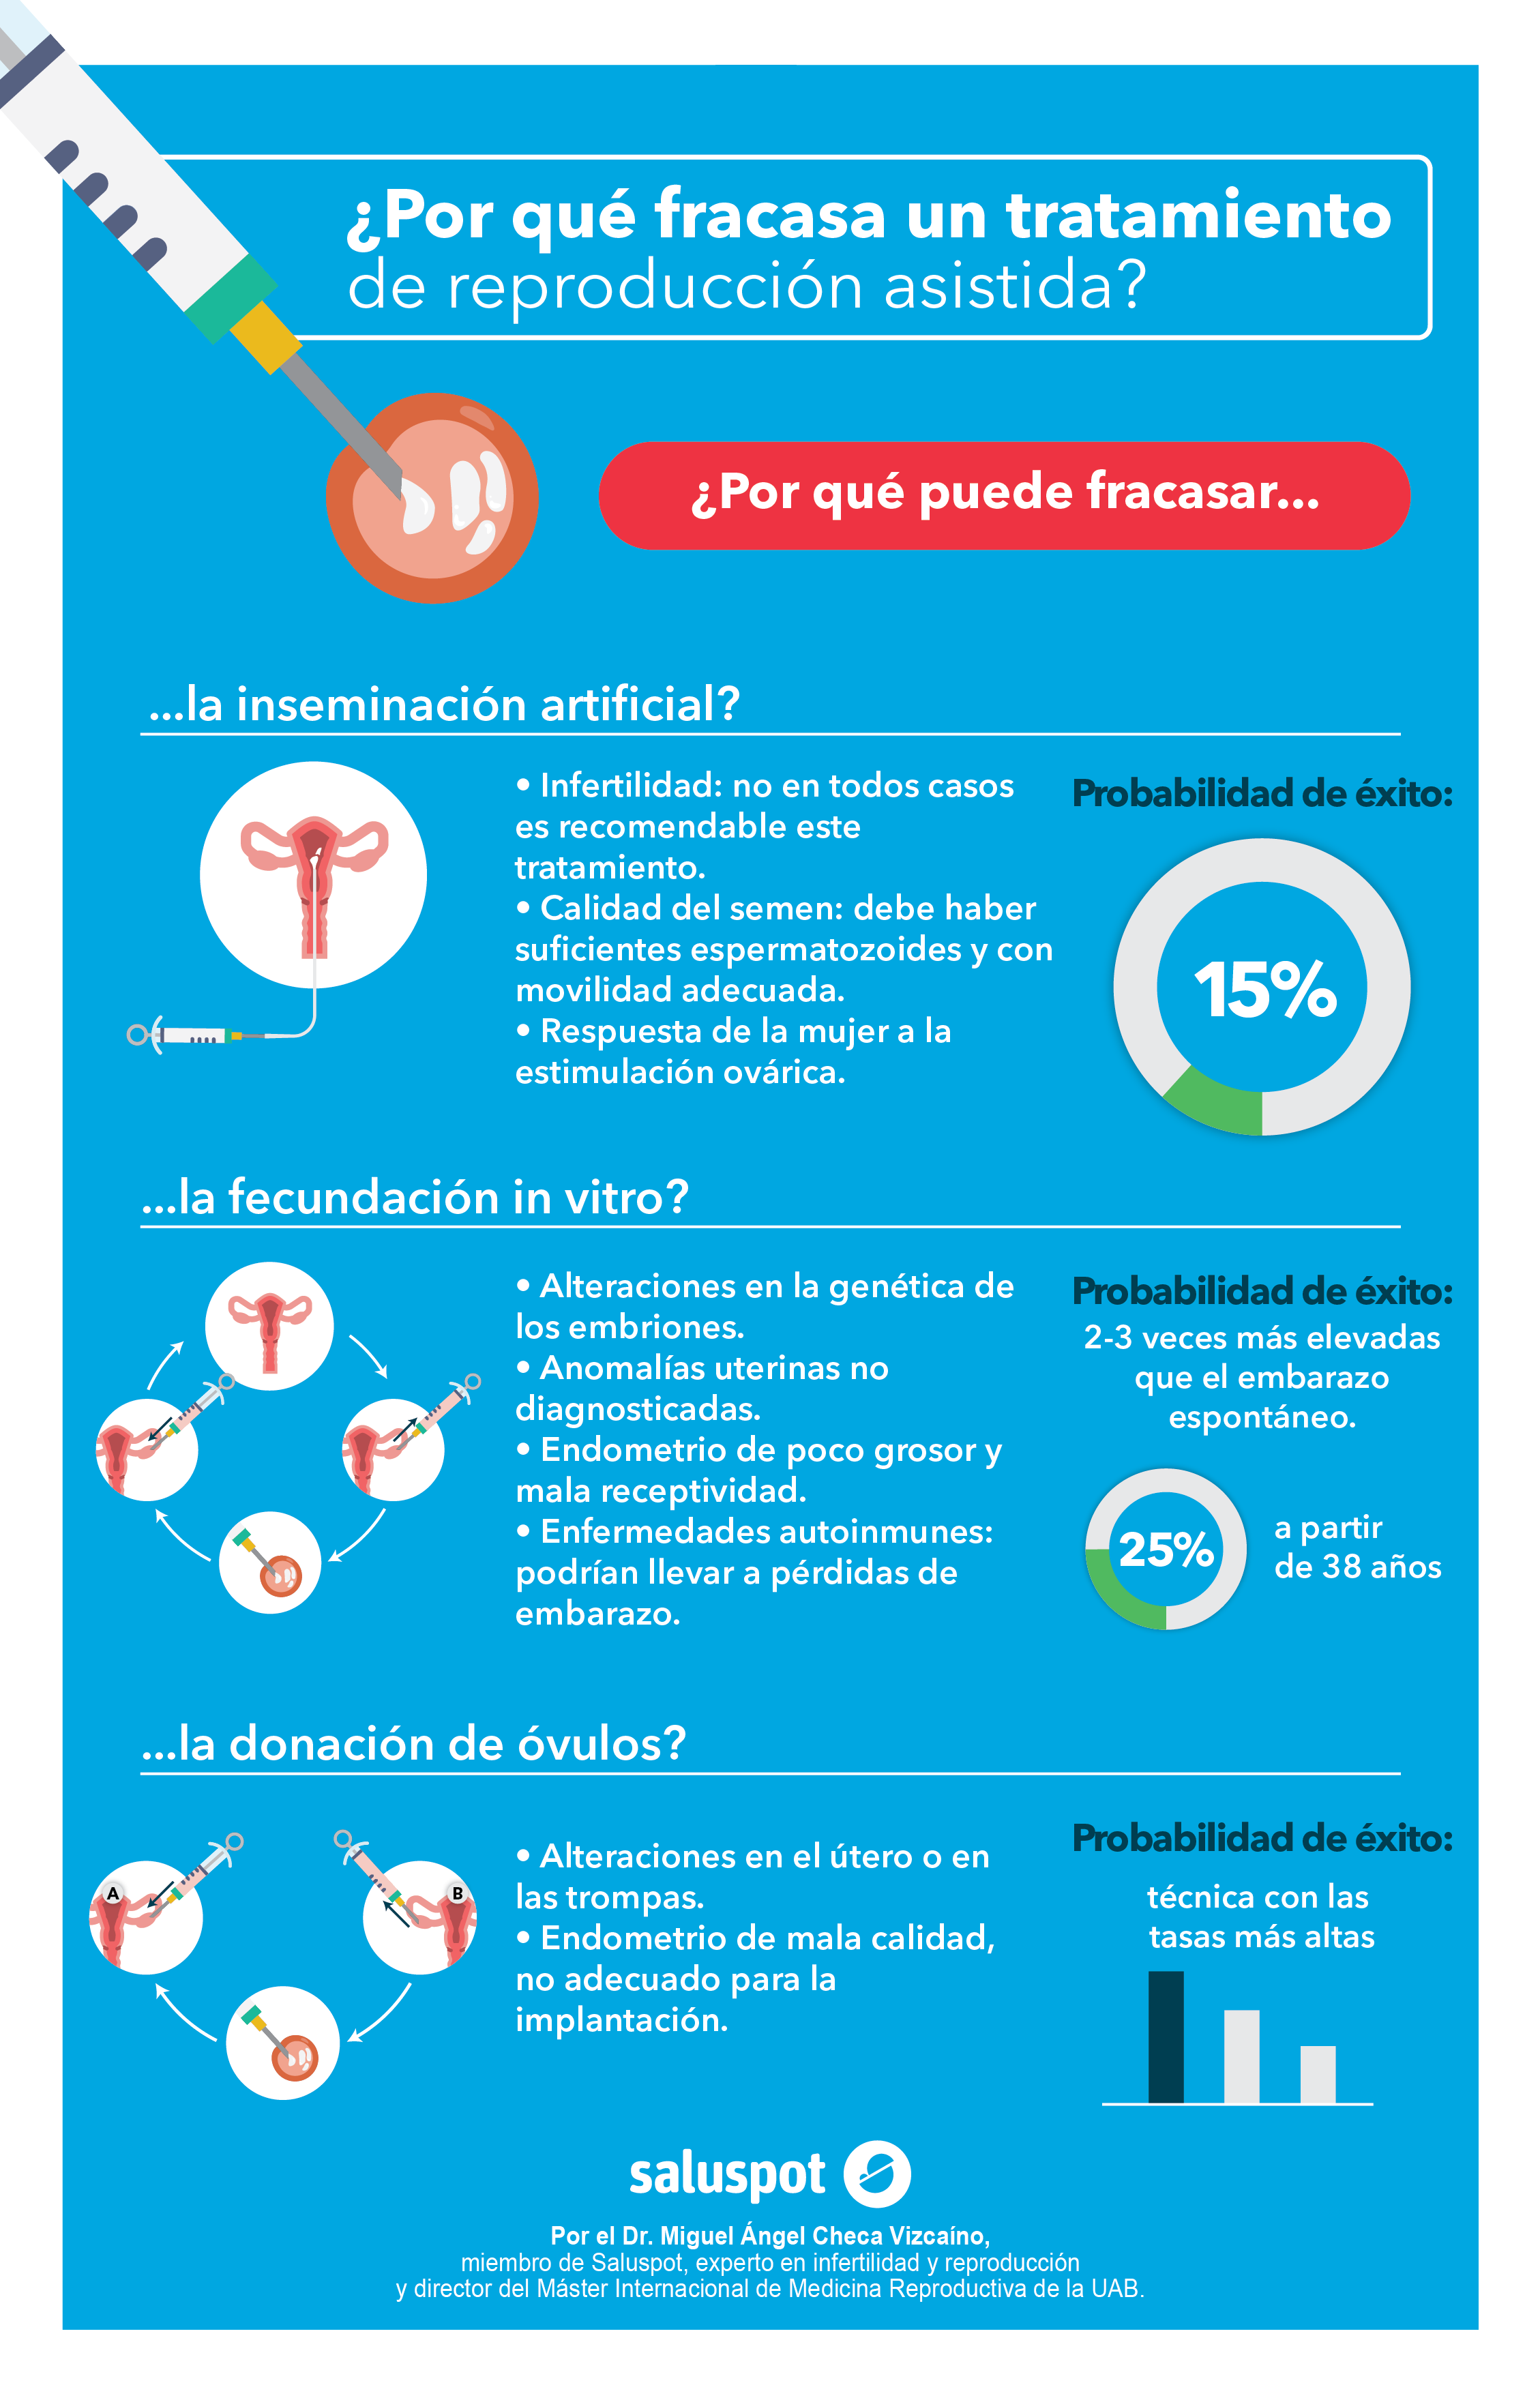 ¿Por qué fracasa un tratamiento
de reproducción asistida?
¿Por qué puede fracasar...
...la inseminación artificial?
• Infertilidad: no en todos casos
es recomendable este
tratamiento.
• Calidad del semen: debe haber
suficientes espermatozoides y con
movilidad adecuada.
• Respuesta de la mujer a la
estimulación ovárica.
Probabilidad de éxito:
15%
...la fecundación in vitro?
• Alteraciones en la genética de
los embriones.
• Anomalías uterinas no
diagnosticadas.
• Endometrio de poco grosor y
mala receptividad.
• Enfermedades autoinmunes:
podrían llevar a pérdidas de
embarazo.
Probabilidad de éxito:
2-3 veces más elevadas
que el embarazo
espontáneo.
25%
a partir
de 38 años
...la donación de óvulos?
A
B
• Alteraciones en el útero o en
las trompas.
• Endometrio de mala calidad,
no adecuado para la
implantación.
Probabilidad de éxito:
técnica con las
tasas más altas
saluspot
Por el Dr. Miguel Ángel Checa Vizcaíno,
miembro de Saluspot, experto en infertilidad y reproducción
y director del Máster Internacional de Medicina Reproductiva de la UAB.